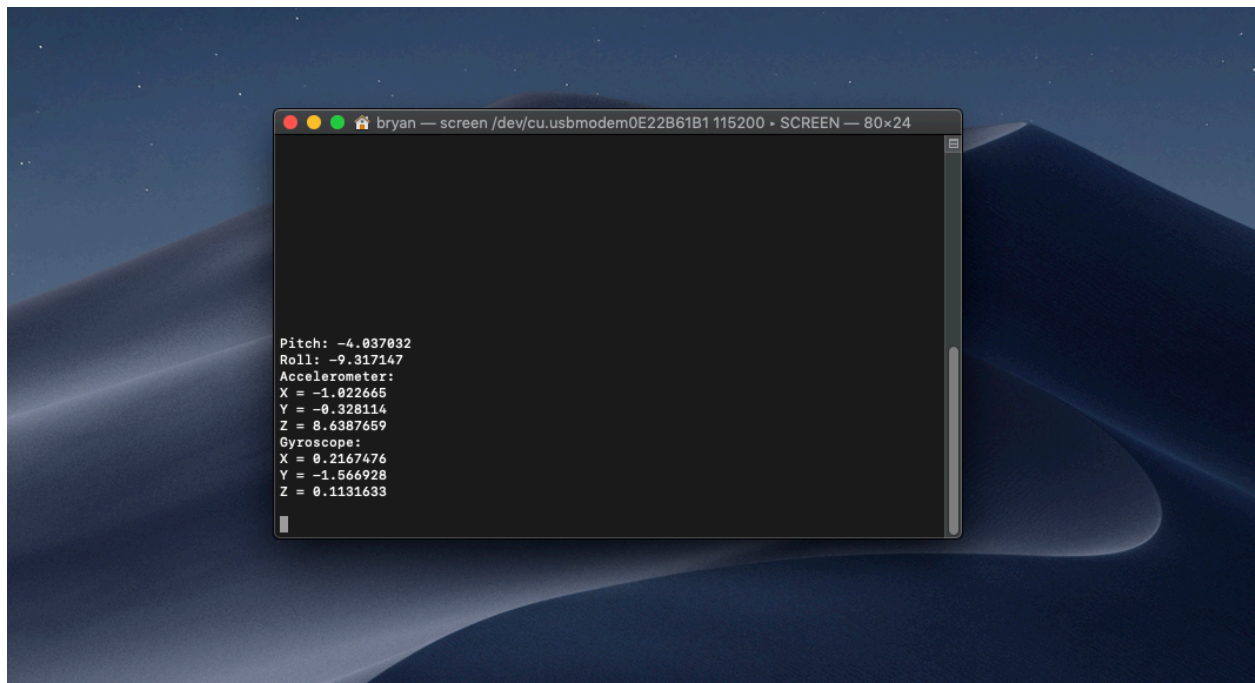 bryan — screen /dev/cu.usbmodem0E22B61B1 115200 ▸ SCREEN — 80×24
Pitch: -4.037032
Roll: -9.317147
Accelerometer:
X = -1.022665
Y = -0.328114
Z = 8.6387659
Gyroscope:
X = 0.2167476
Y = -1.566928
Z = 0.1131633